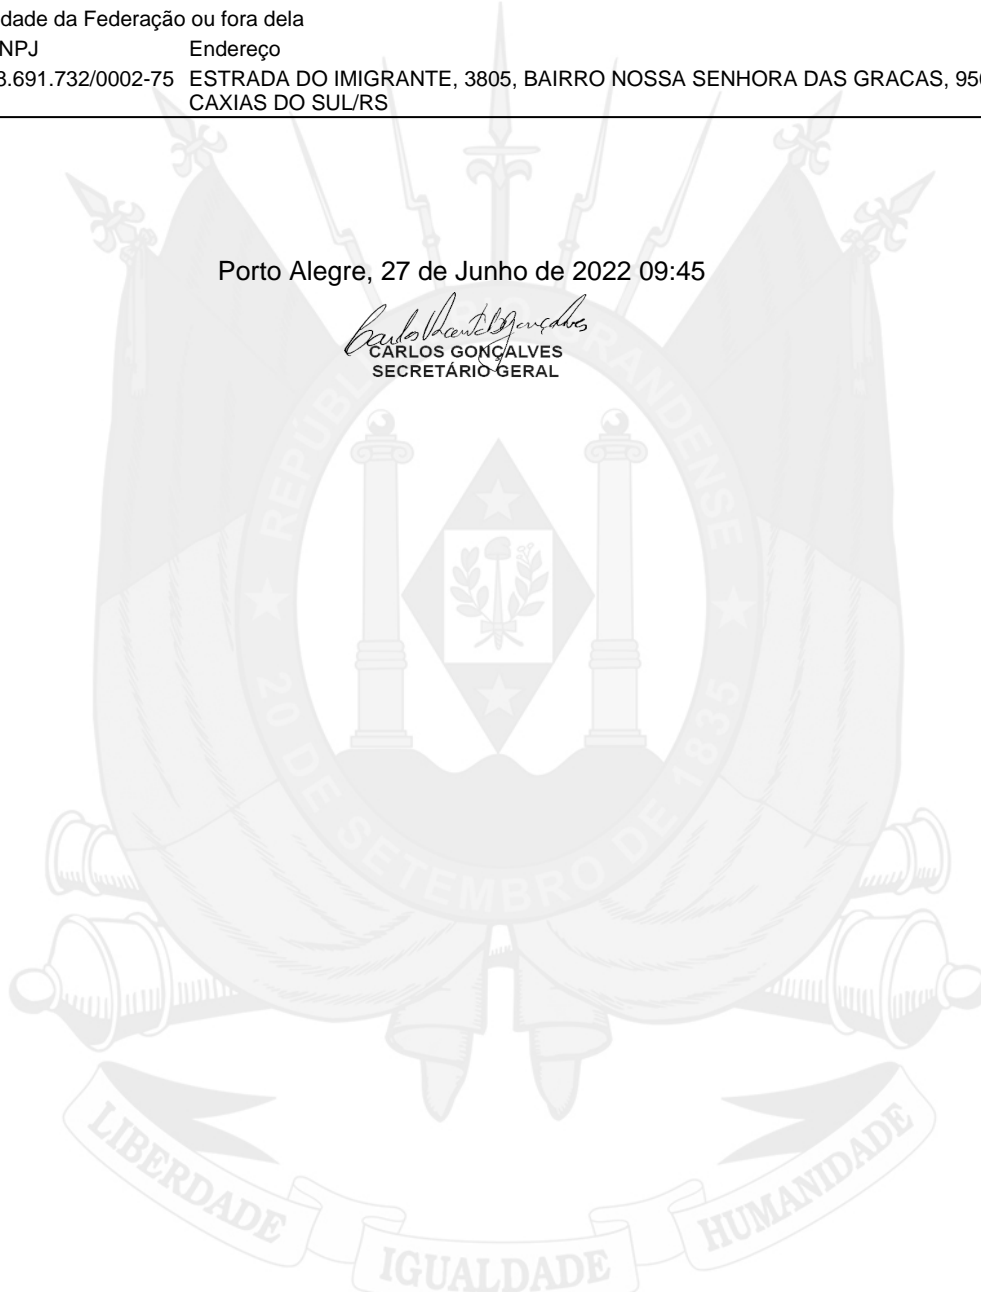 dade da Federação ou fora dela
NPJ Endereço
.691.732/0002-75 ESTRADA DO IMIGRANTE, 3805, BAIRRO NOSSA SENHORA DAS GRACAS, 95
CAXIAS DO SUL/RS
Porto Alegre, 27 de Junho de 2022 09:45
CARLOS GONÇALVES
SECRETÁRIO GERAL
REPÚBLICA RIO GRANDENSE
20 DE SETEMBRO DE 1835
LIBERDADE
IGUALDADE
HUMANIDADE